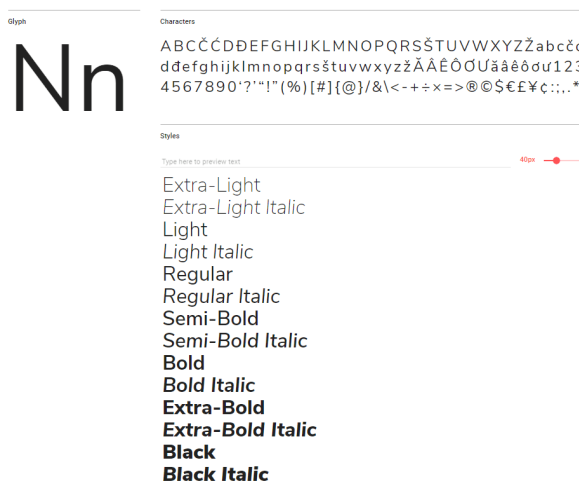 Glyph
Characters
Nn
ABCČĆDĐEFGHIJKLMNOPQRSŠTUVWXYZŽabcčć
dđefghijklmnopqrsštuvwxyzžĂÂÊÔƠƯăâêôơư123
4567890‘?’“!”(%)[#]{@}/&\<-+÷×=>®©$€£¥¢:;,.*
Styles
Type here to preview text
40px
Extra-Light
Extra-Light Italic
Light
Light Italic
Regular
Regular Italic
Semi-Bold
Semi-Bold Italic
Bold
Bold Italic
Extra-Bold
Extra-Bold Italic
Black
Black Italic